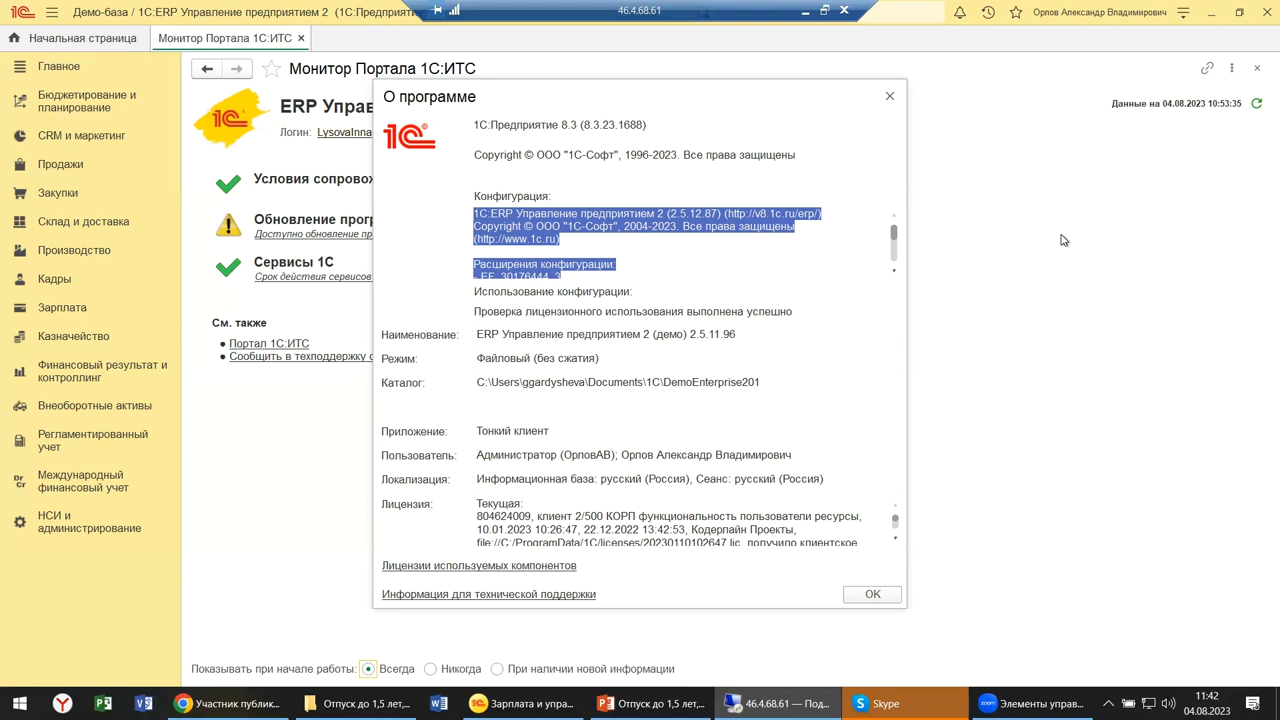 Демо-база / 1С:ERP Управление предприятием 2 (1С:Предприятие)
46.4.68.61
Орлов Александр Владимирович
Начальная страница
Монитор Портала 1С:ИТС
Главное
Бюджетирование и
планирование
CRM и маркетинг
Продажи
Закупки
Склад и доставка
Производство
Кадры
Зарплата
Казначейство
Финансовый результат и
контроллинг
Внеоборотные активы
Регламентированный
учет
Международный
финансовый учет
НСИ и
администрирование
Монитор Портала 1С:ИТС
Данные на 04.08.2023 10:53:35
ERP Управ
Логин: LysovaInna
Условия сопровож
Обновление прогр
Доступно обновление пр
Сервисы 1С
Срок действия сервисов
См. также
● Портал 1С:ИТС
● Сообщить в техподдержку о
О программе
1С:Предприятие 8.3 (8.3.23.1688)
Copyright © ООО "1С-Софт", 1996-2023. Все права защищены
Конфигурация:
1С:ERP Управление предприятием 2 (2.5.12.87) (http://v8.1c.ru/erp/)
Copyright © ООО "1С-Софт", 2004-2023. Все права защищены
(http://www.1c.ru)
Расширения конфигурации:
- EF_30176444_3
Использование конфигурации:
Проверка лицензионного использования выполнена успешно
Наименование: ERP Управление предприятием 2 (демо) 2.5.11.96
Режим: Файловый (без сжатия)
Каталог: C:\Users\ggardysheva\Documents\1C\DemoEnterprise201
Приложение: Тонкий клиент
Пользователь: Администратор (ОрловАВ); Орлов Александр Владимирович
Локализация: Информационная база: русский (Россия), Сеанс: русский (Россия)
Лицензия: Текущая:
804624009, клиент 2/500 КОРП функциональность пользователи ресурсы,
10.01.2023 10:26:47, 22.12.2022 13:42:53, Кодерлайн Проекты,
file://C:/ProgramData/1C/licenses/20230110102647.lic, получило клиентское
Лицензии используемых компонентов
Информация для технической поддержки
OK
Показывать при начале работы: Всегда Никогда При наличии новой информации
Участник публик...
Отпуск до 1,5 лет,...
Зарплата и упра...
Отпуск до 1,5 лет,...
46.4.68.61 — Под...
Skype
Элементы управ...
11:42
04.08.2023